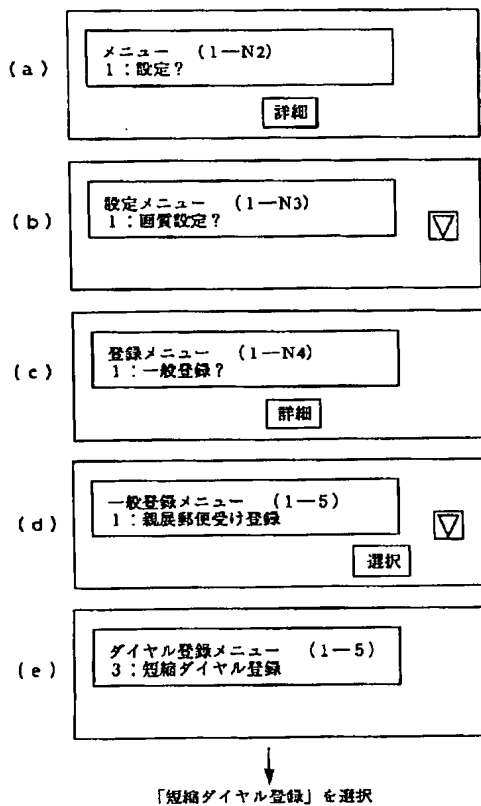 (a)
メニュー (1—N2)
1:設定?
詳細
(b)
設定メニュー (1—N3)
1:画質設定?
▽
(c)
登録メニュー (1—N4)
1:一般登録?
詳細
(d)
一般登録メニュー (1—5)
1:親展郵便受け登録
▽
選択
(e)
ダイヤル登録メニュー (1—5)
3:短縮ダイヤル登録
「短縮ダイヤル登録」を選択